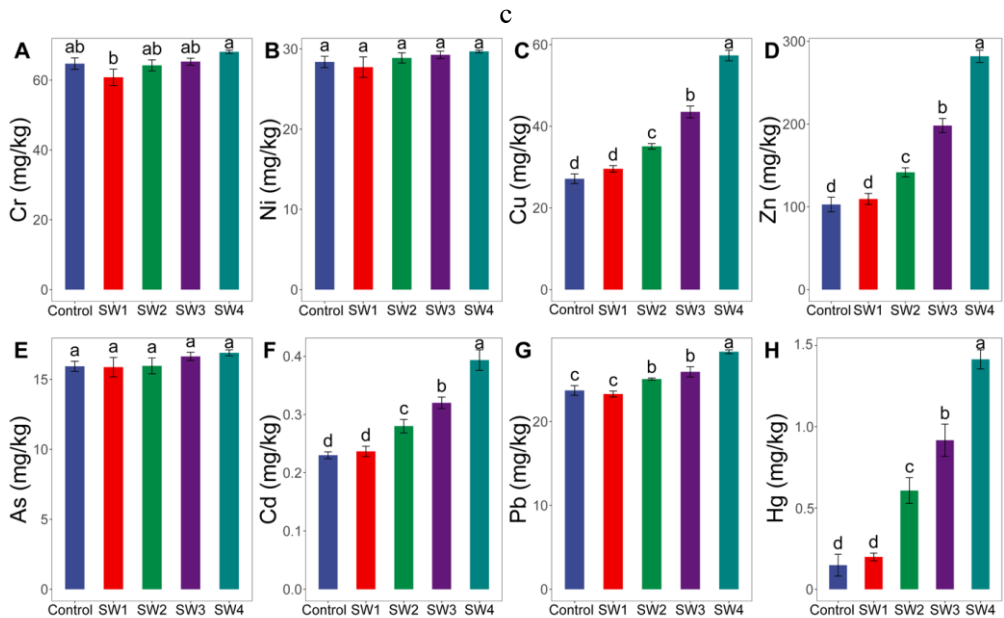 c
A ab b ab ab a
B a a a a a
C d d c b a
D d d c b a
Cr (mg/kg) 60 40 20 0
Ni (mg/kg) 30 20 10 0
Cu (mg/kg) 60 40 20 0
Zn (mg/kg) 300 200 100 0
Control SW1 SW2 SW3 SW4
Control SW1 SW2 SW3 SW4
Control SW1 SW2 SW3 SW4
Control SW1 SW2 SW3 SW4
E a a a a a
F d d c b a
G c c b b a
H d d c b a
As (mg/kg) 15 10 5 0
Cd (mg/kg) 0.4 0.3 0.2 0.1 0.0
Pb (mg/kg) 20 10 0
Hg (mg/kg) 1.5 1.0 0.5 0.0
Control SW1 SW2 SW3 SW4
Control SW1 SW2 SW3 SW4
Control SW1 SW2 SW3 SW4
Control SW1 SW2 SW3 SW4